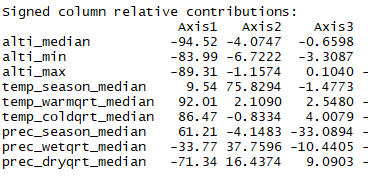 Signed column relative contributions:
Axis1 Axis2 Axis3
alti_median -94.52 -4.0747 -0.6598
alti_min -83.99 -6.7222 -3.3087
alti_max -89.31 -1.1574 0.1040 -
temp_season_median 9.54 75.8294 -1.4773
temp_warmqrt_median 92.01 2.1090 2.5480 -
temp_coldqrt_median 86.47 -0.8334 4.0079 -
prec_season_median 61.21 -4.1483 -33.0894 -
prec_wetqrt_median -33.77 37.7596 -10.4405 -
prec_dryqrt_median -71.34 16.4374 9.0903 -